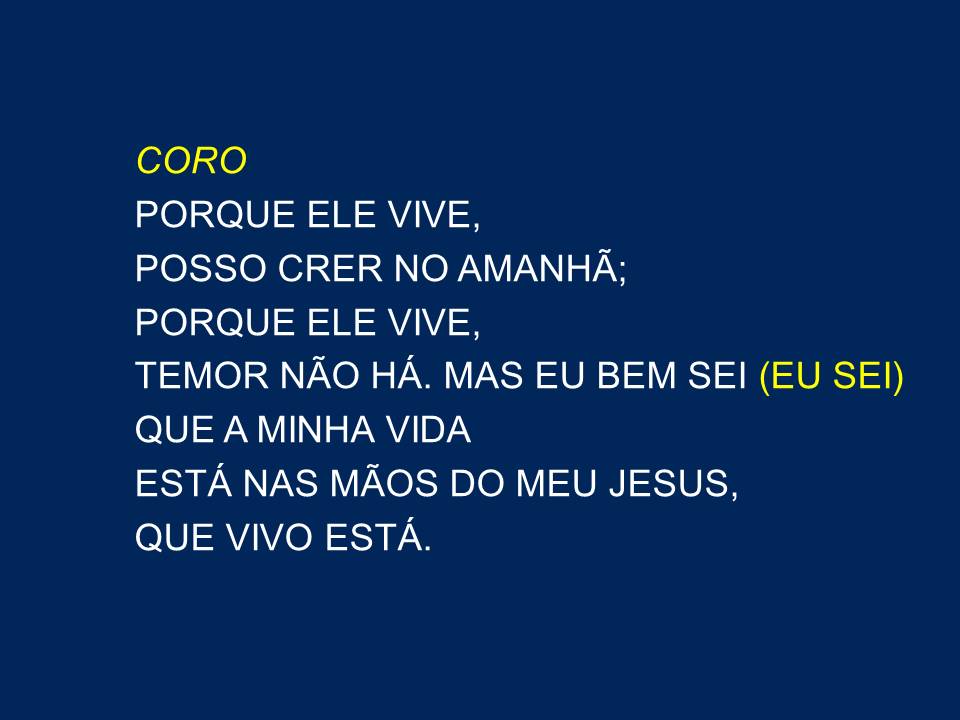 CORO
PORQUE ELE VIVE,
POSSO CRER NO AMANHÃ;
PORQUE ELE VIVE,
TEMOR NÃO HÁ. MAS EU BEM SEI (EU SEI)
QUE A MINHA VIDA
ESTÁ NAS MÃOS DO MEU JESUS,
QUE VIVO ESTÁ.